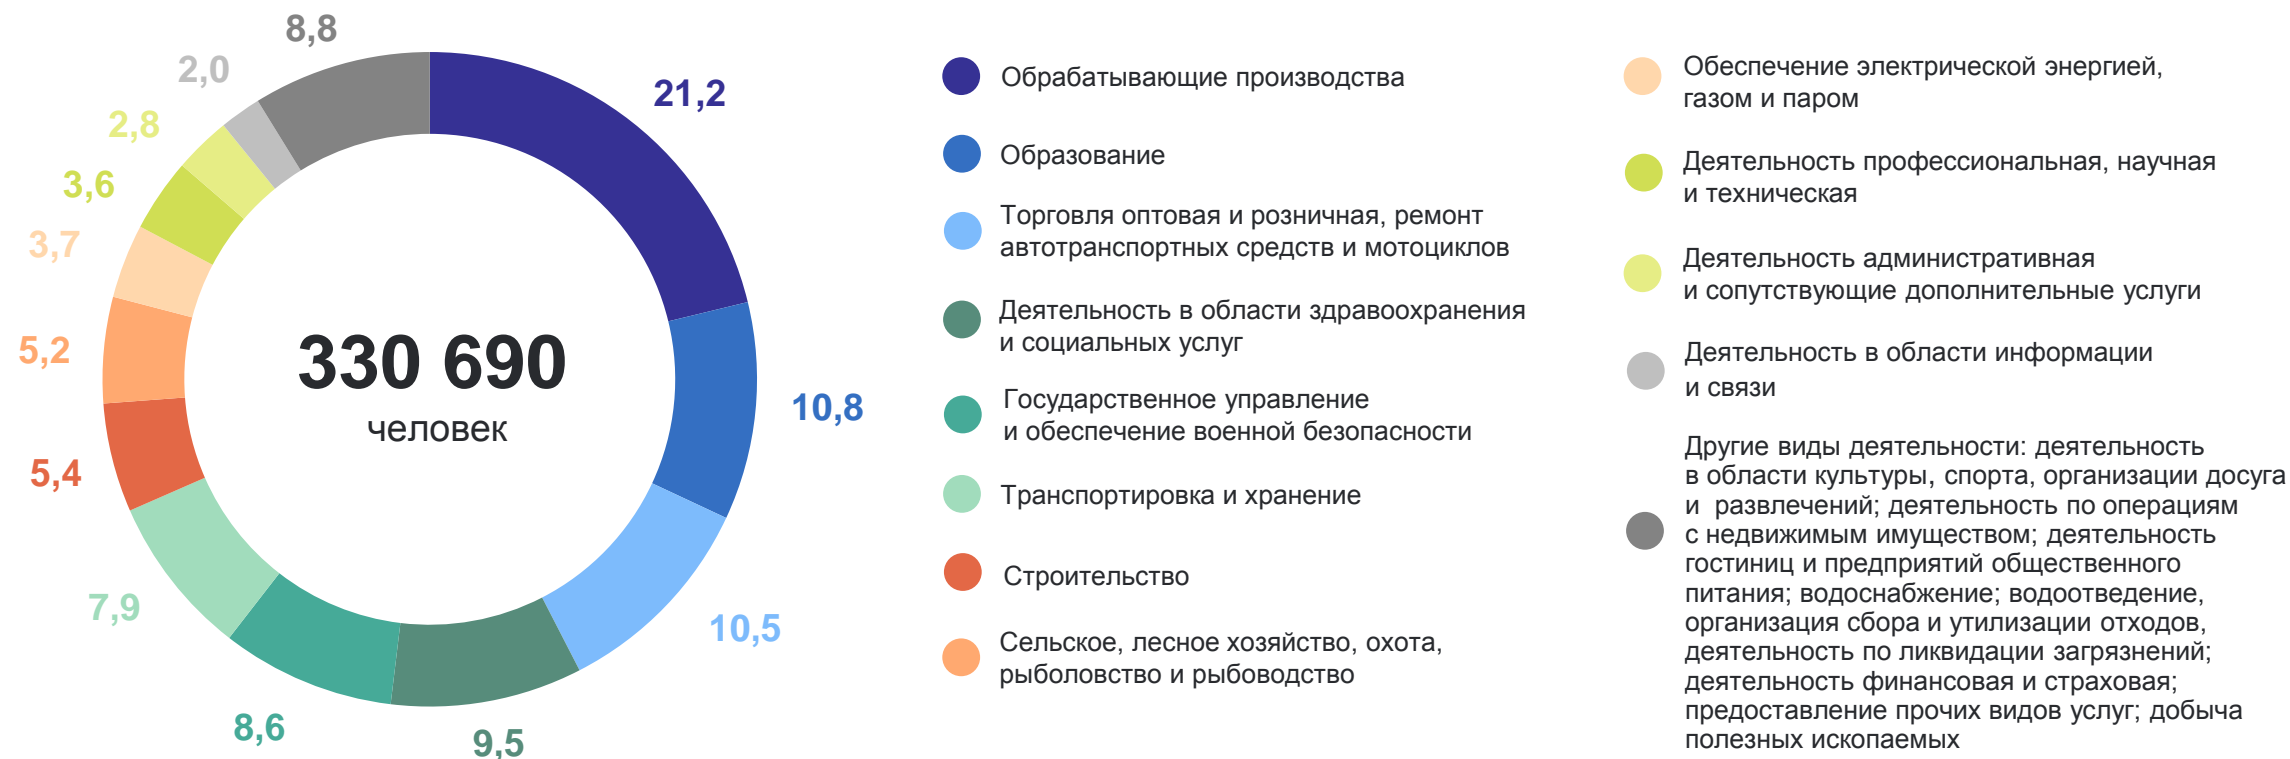 8,8
2,0
21,2
2,8
3,6
3,7
5,2
10,8
5,4
7,9
10,5
8,6
9,5
330 690
человек
Обрабатывающие производства
Образование
Торговля оптовая и розничная, ремонт
автотранспортных средств и мотоциклов
Деятельность в области здравоохранения
и социальных услуг
Государственное управление
и обеспечение военной безопасности
Транспортировка и хранение
Строительство
Сельское, лесное хозяйство, охота,
рыболовство и рыбоводство
Обеспечение электрической энергией,
газом и паром
Деятельность профессиональная, научная
и техническая
Деятельность административная
и сопутствующие дополнительные услуги
Деятельность в области информации
и связи
Другие виды деятельности: деятельность
в области культуры, спорта, организации досуга
и развлечений; деятельность по операциям
с недвижимым имуществом; деятельность
гостиниц и предприятий общественного
питания; водоснабжение; водоотведение,
организация сбора и утилизации отходов,
деятельность по ликвидации загрязнений;
деятельность финансовая и страховая;
предоставление прочих видов услуг; добыча
полезных ископаемых